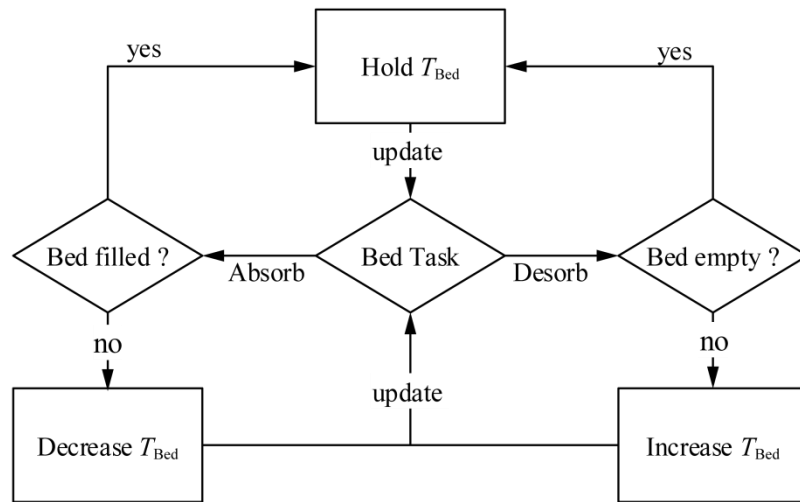 yes
Hold T_Bed
yes
update
Bed filled ?
Absorb
Bed Task
Desorb
Bed empty ?
no
update
no
Decrease T_Bed
Increase T_Bed